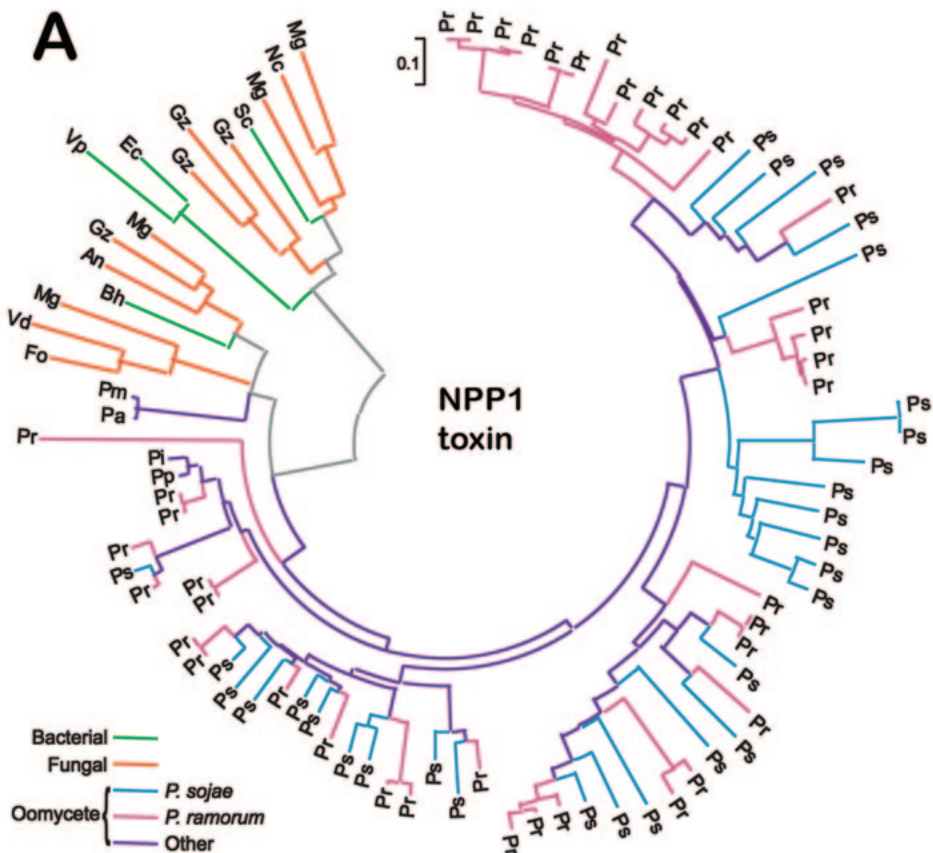 A
0.1
Pr
Pr
Pr
Pr
Pr
Pr
Pr
Pr
Pr
Pr
Pr
Pr
Ps
Ps
Ps
Pr
Ps
Ps
Pr
Pr
Pr
Pr
Ps
Ps
Ps
Ps
Ps
Ps
Ps
Ps
Pr
Pr
Pr
Ps
Pr
Ps
Ps
Pr
Pr
Ps
Ps
Ps
Pr
Pr
Pr
Pr
Ps
Ps
Pr
Pr
Ps
Ps
Pr
Ps
Ps
Pr
Ps
Ps
Ps
Pr
Pr
Pr
Pr
Pr
Ps
Pr
Pr
Pr
Pp
Pi
Pr
Pa
Pm
Fo
Vd
Mg
Bh
An
Gz
Mg
Vp
Ec
Gz
Gz
Sc
Mg
Nc
Mg
NPP1
toxin
Bacterial
Fungal
Oomycete
P. sojae
P. ramorum
Other